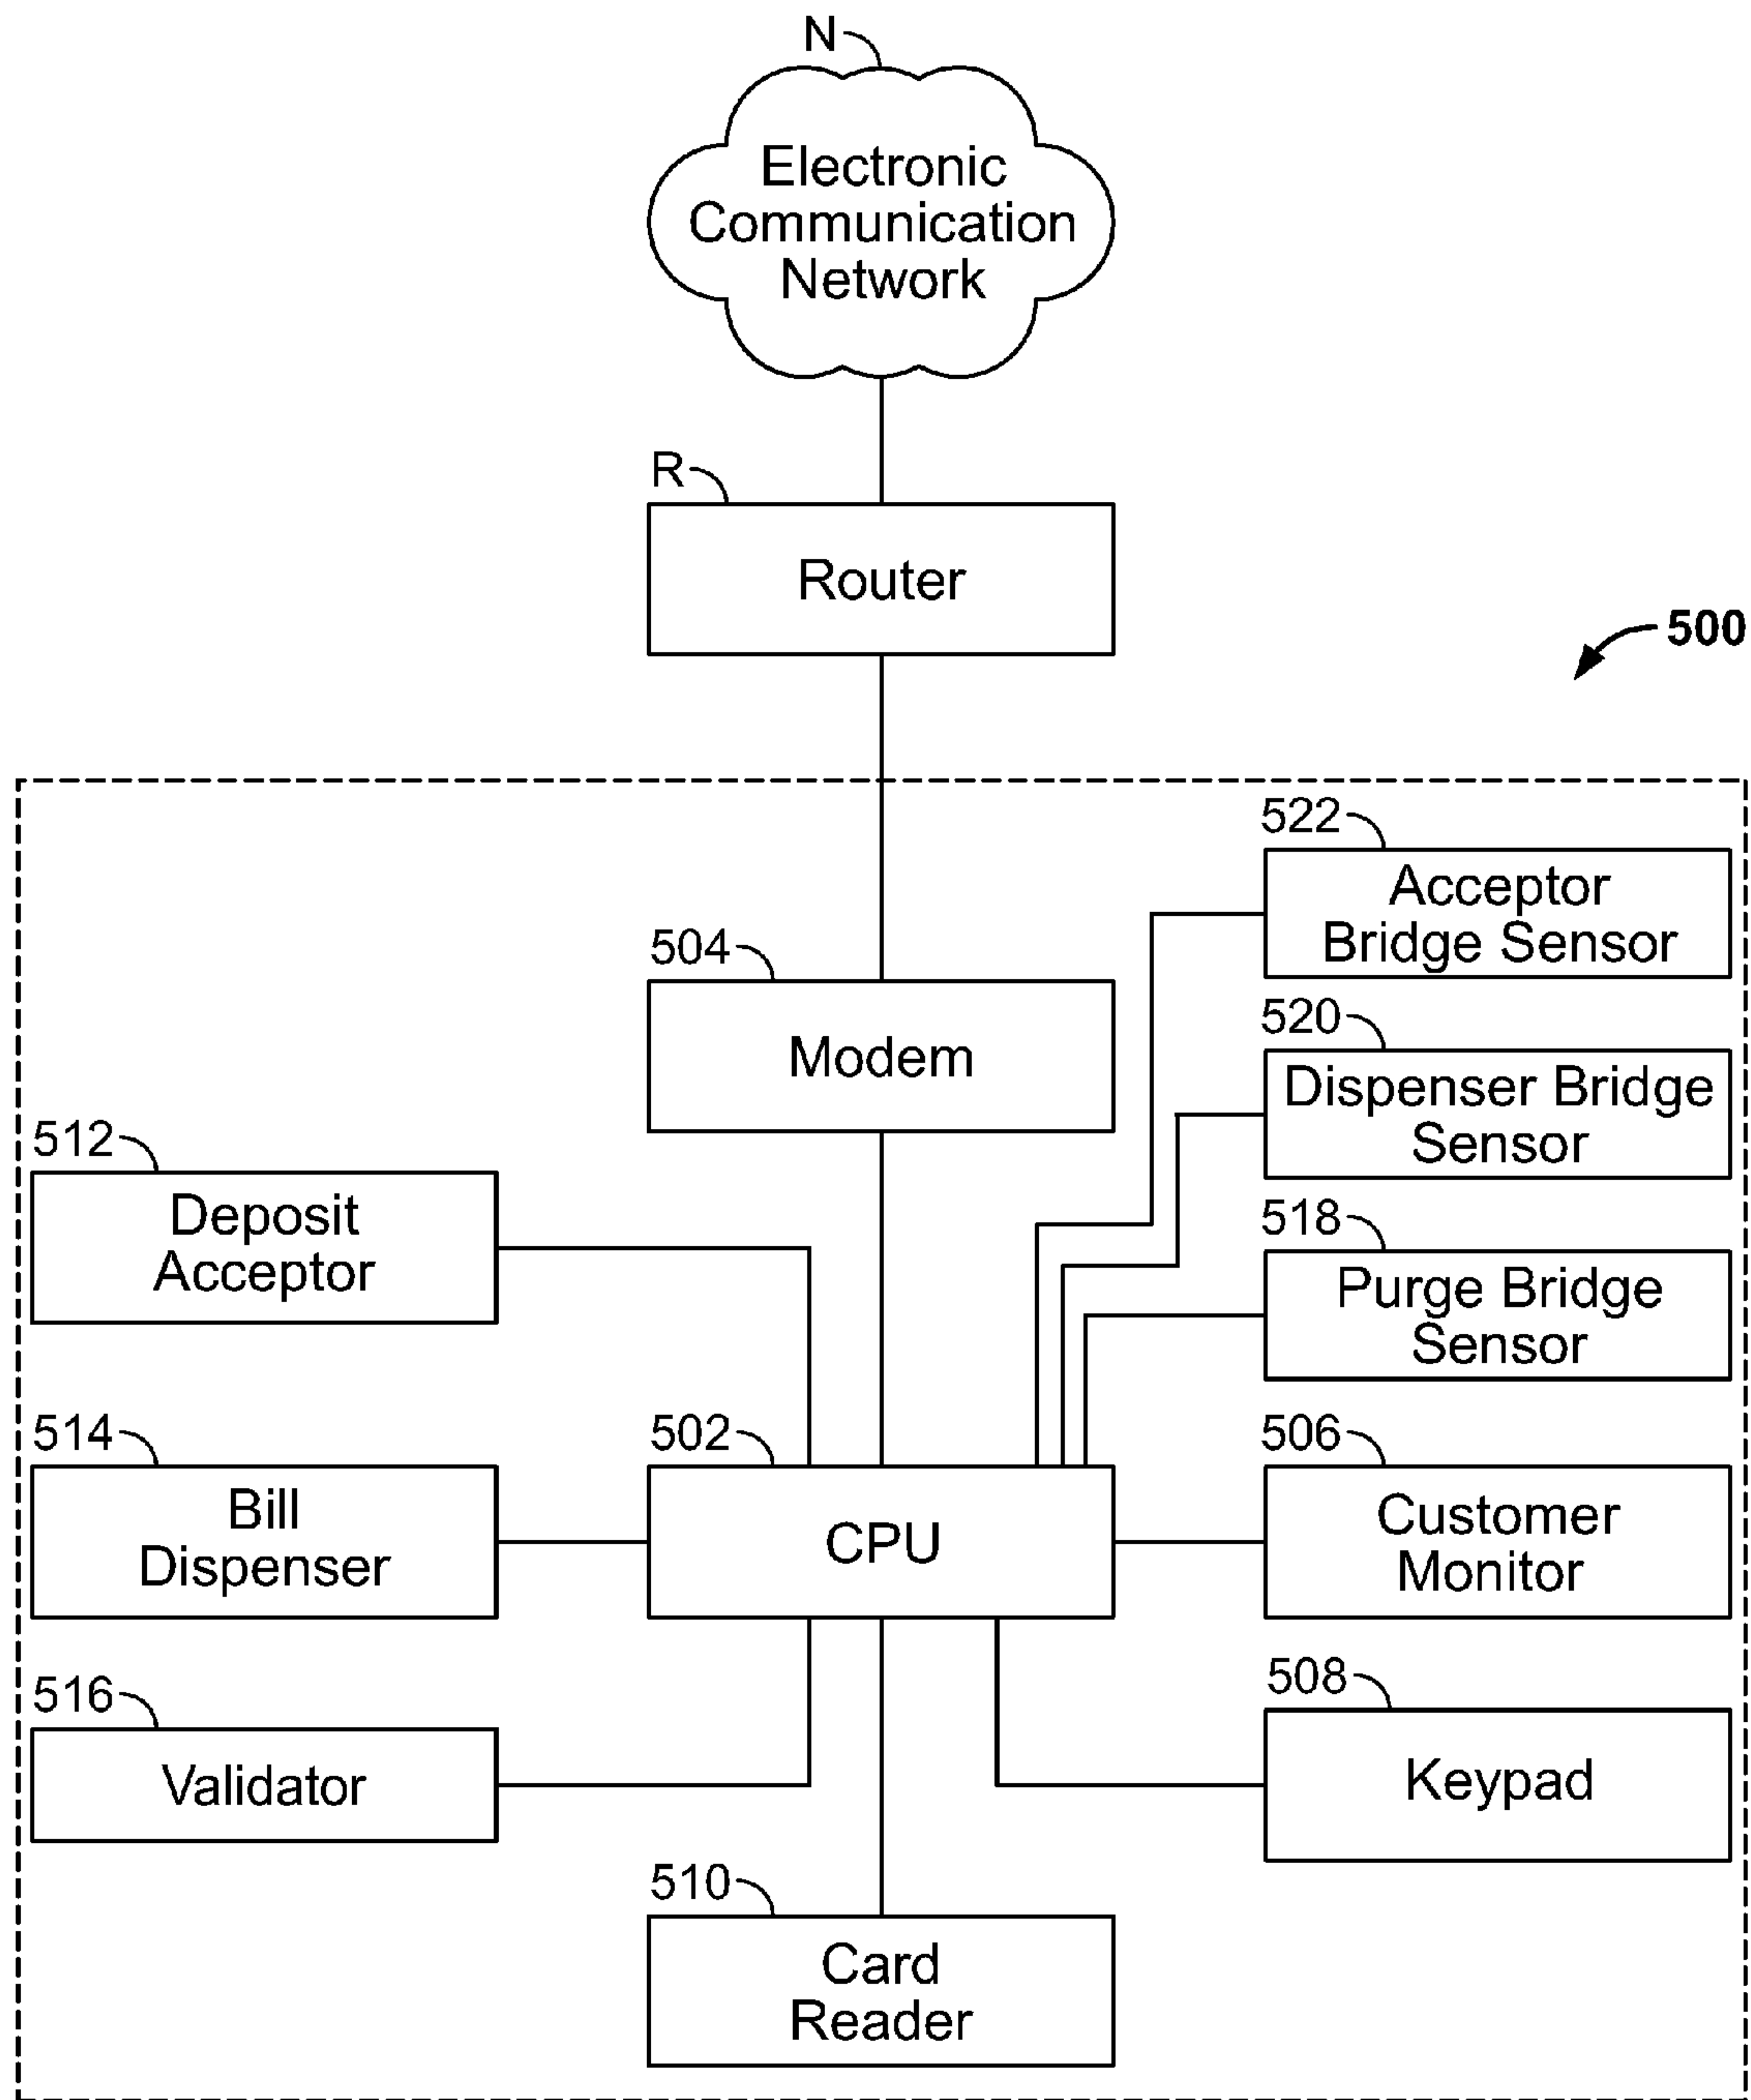 N
Electronic
Communication
Network
R
Router
500
522
Acceptor
Bridge Sensor
504
Modem
520
Dispenser Bridge
Sensor
512
Deposit
Acceptor
518
Purge Bridge
Sensor
514
Bill
Dispenser
502
CPU
506
Customer
Monitor
516
Validator
508
Keypad
510
Card
Reader